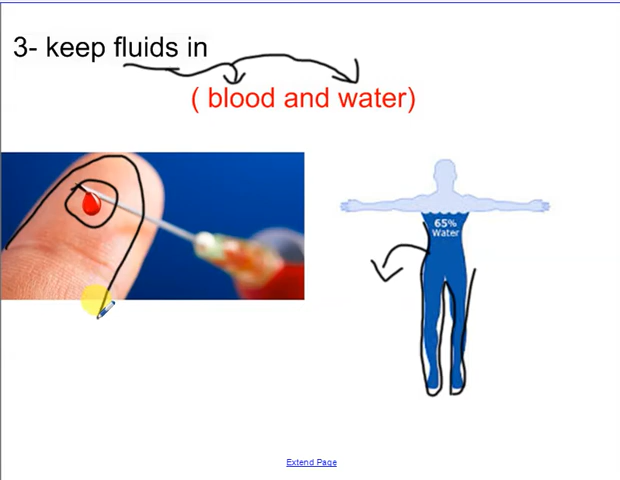 3- keep fluids in
( blood and water)
65%
Water
Extend Page